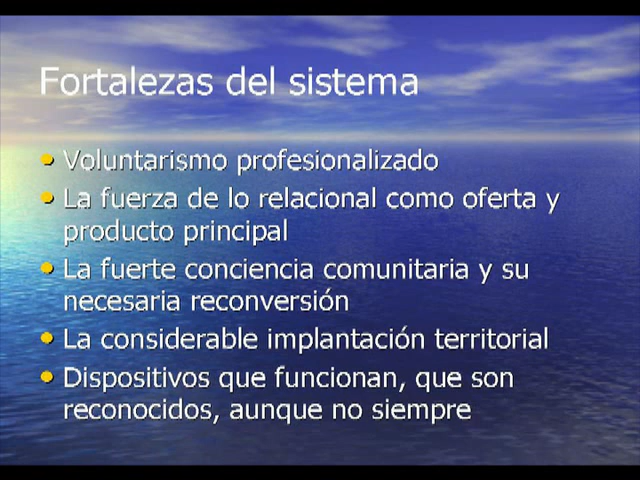 Fortalezas del sistema
• Voluntarismo profesionalizado
• La fuerza de lo relacional como oferta y
producto principal
• La fuerte conciencia comunitaria y su
necesaria reconversión
• La considerable implantación territorial
• Dispositivos que funcionan, que son
reconocidos, aunque no siempre